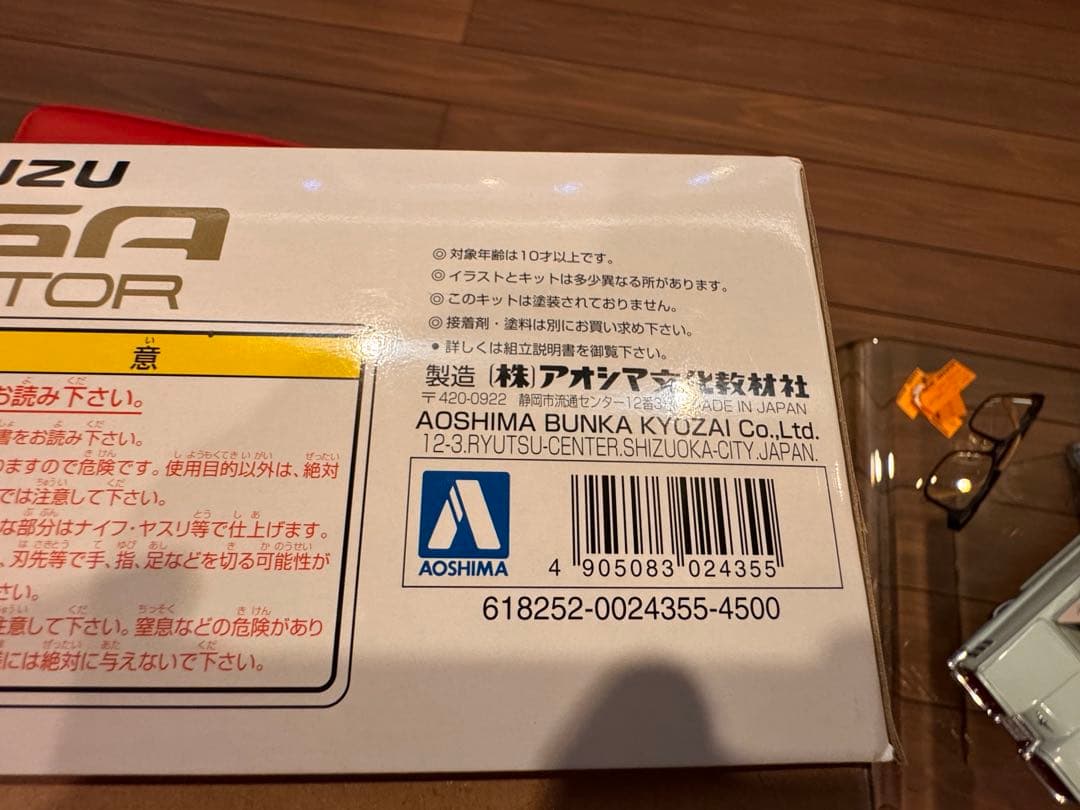 UZU
GA
TOR
◎対象年齢は10才以上です。
◎イラストとキットは多少異なる所があります。
◎このキットは塗装されておりません。
◎接着剤・塗料は別にお買い求め下さい。
●詳しくは組立説明書を御覧下さい。
製造 (株)アオシマ文化教材社
〒420-0922 静岡市流通センター12番3 MADE IN JAPAN
AOSHIMA BUNKA KYOZAI Co.,Ltd.
12-3.RYUTSU-CENTER.SHIZUOKA-CITY.JAPAN.
AOSHIMA
4 905083 024355
618252-0024355-4500
意
お読み下さい。
書をお読み下さい。
ますので危険です。使用目的以外は、絶対
では注意して下さい。
な部分はナイフ・ヤスリ等で仕上げます。
、刃先等で手、指、足などを切る可能性が
さい。
注意して下さい。窒息などの危険があり
には絶対に与えないで下さい。